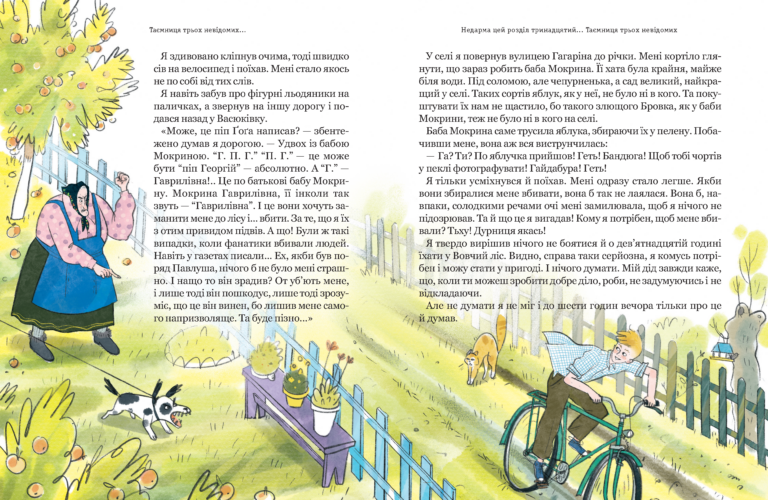 Таємниця трьох невідомих...
Я здивовано кліпнув очима, тоді швидко
сів на велосипед і поїхав. Мені стало якось
не по собі від тих слів.
Я навіть забув про фігурні льодяники на
паличках, а звернув на іншу дорогу і по-
дався назад у Васюківку.
«Може, це піп Ґоґа написав? — збенте-
жено думав я дорогою. — Удвох із бабою
Мокриною. “Г. П. Г.” “П. Г.” — це може
бути “піп Георгій” — абсолютно. А “Г.” —
Гаврилівна!.. Це по батькові бабу Мокри-
ну. Мокрина Гаврилівна, її інколи так
звуть — “Гаврилівна”. І це вони хочуть за-
манити мене до лісу і... вбити. За те, що я їх
з отим привидом підвів. А що! Були ж такі
випадки, коли фанатики вбивали людей.
Навіть у газетах писали... Ех, якби був по-
ряд Павлуша, нічого б не було мені страш-
но. І нащо то він зрадив? От уб’ють мене,
і лише тоді він пошкодує, лише тоді зрозу-
міє, що це він винен, бо лишив мене само-
го напризволяще. Та буде пізно...»
Недарма цей розділ тринадцятий... Таємниця трьох невідомих
У селі я повернув вулицею Гагаріна до річки. Мені кортіло гля-
нути, що зараз робить баба Мокрина. Її хата була крайня, майже
біля води. Під соломою, але чепурненька, а сад великий, найкра-
щий у селі. Таких сортів яблук, як у неї, не було ні в кого. Та поку-
штувати їх нам не щастило, бо такого злющого Бровка, як у баби
Мокрини, теж не було ні в кого на селі.
Баба Мокрина саме трусила яблука, збираючи їх у пелену. Поба-
чивши мене, вона аж вся вистрункилась:
— Га? Ти? По яблучка прийшов! Геть! Бандюга! Щоб тобі чортів
у пеклі фотографувати! Гайдабура! Геть!
Я тільки усміхнувся й поїхав. Мені одразу стало легше. Якби
вони збиралися мене вбивати, вона б так не лаялася. Вона б, на-
впаки, солодкими речами очі мені замилювала, щоб я нічого не
підозрював. Та й що це я вигадав! Кому я потрібен, щоб мене вби-
вали? Тьху! Дурниця якась!
Я твердо вирішив нічого не боятися й о дев’ятнадцятій годині
їхати у Вовчий ліс. Видно, справа таки серйозна, я комусь потрі-
бен і можу стати у пригоді. І нічого думати. Мій дід завжди каже,
що, коли ти можеш зробити добре діло, роби, не задумуючись і не
відкладаючи.
Але не думати я не міг і до шести годин вечора тільки про це
й думав.